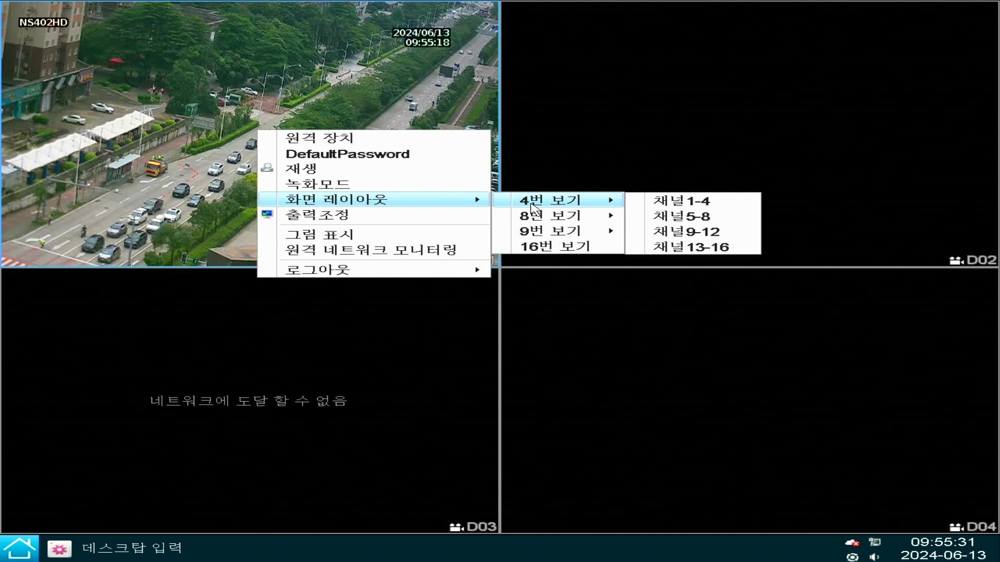 NS402HD
2024/06/13
09:55:18
원격 장치
DefaultPassword
재생
녹화모드
화면 레이아웃
출력조정
그림 표시
원격 네트워크 모니터링
로그아웃
4번 보기
8번 보기
9번 보기
16번 보기
채널1-4
채널5-8
채널9-12
채널13-16
D02
네트워크에 도달 할 수 없음
D03
D04
데스크탑 입력
09:55:31
2024-06-13